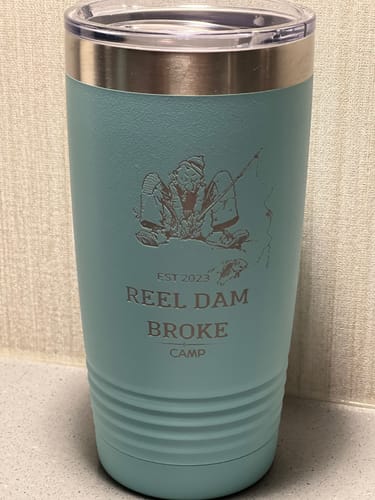 EST 2023
REEL DAM
BROKE
CAMP